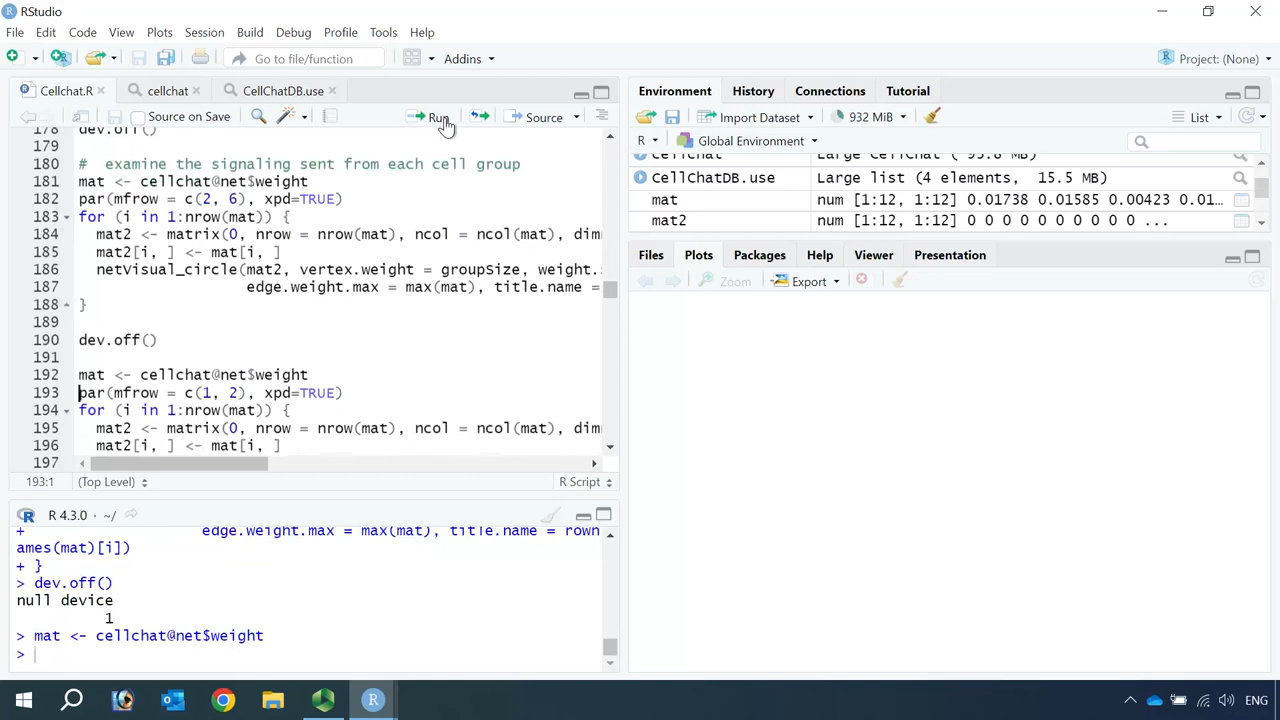 RStudio
File Edit Code View Plots Session Build Debug Profile Tools Help
Go to file/function Addins Project: (None)
Cellchat.R cellchat CellChatDB.use
Source on Save Run Source
178 dev.off()
179
180 #  examine the signaling sent from each cell group
181 mat <- cellchat@net$weight
182 par(mfrow = c(2, 6), xpd=TRUE)
183 for (i in 1:nrow(mat)) {
184   mat2 <- matrix(0, nrow = nrow(mat), ncol = ncol(mat), dim
185   mat2[i, ] <- mat[i, ]
186   netVisual_circle(mat2, vertex.weight = groupSize, weight.
187                    edge.weight.max = max(mat), title.name =
188 }
189
190 dev.off()
191
192 mat <- cellchat@net$weight
193 par(mfrow = c(1, 2), xpd=TRUE)
194 for (i in 1:nrow(mat)) {
195   mat2 <- matrix(0, nrow = nrow(mat), ncol = ncol(mat), dim
196   mat2[i, ] <- mat[i, ]
197
193:1 (Top Level) R Script
R 4.3.0 · ~/
+                     edge.weight.max = max(mat), title.name = rown
ames(mat)[i])
+ }
> dev.off()
null device
          1
> mat <- cellchat@net$weight
>
Environment History Connections Tutorial
Import Dataset 932 MiB List
R Global Environment
cellchat Large CellChat ( 95.8 MB)
CellChatDB.use Large list (4 elements,  15.5 MB)
mat num [1:12, 1:12] 0.01738 0.01585 0.00423 0.01...
mat2 num [1:12, 1:12] 0 0 0 0 0 0 0 0 0 ...
Files Plots Packages Help Viewer Presentation
Zoom Export
ENG